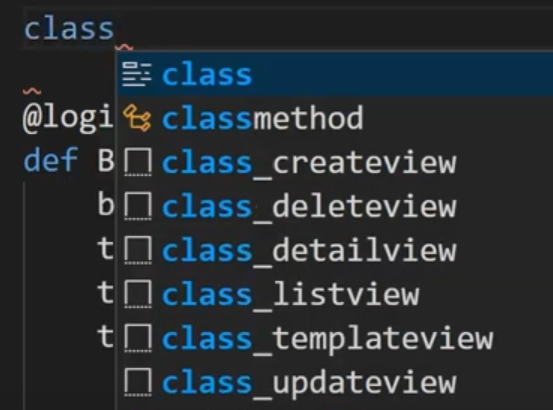 class
class
@logi classmethod
def B class_createview
b class_deleteview
t class_detailview
t class_listview
t class_templateview
class_updateview